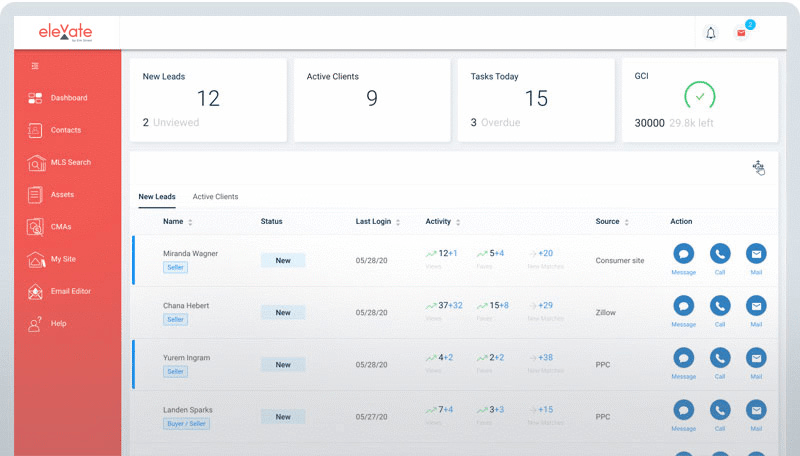 elevate
2
Dashboard
Contacts
MLS Search
Assets
CMAs
My Site
Email Editor
Help
New Leads
12
2 Unviewed
Active Clients
9
Tasks Today
15
3 Overdue
GCI
30000 29.8k left
New Leads Active Clients
Name Status Last Login Activity Source Action
Miranda Wagner New 05/28/20 12+1 5+4 +20 Consumer site
Seller Views Faves New Matches Message Call Mail
Chana Hebert New 05/28/20 37+32 15+8 +29 Zillow
Seller Views Faves New Matches Message Call Mail
Yurem Ingram New 05/28/20 4+2 2+2 +38 PPC
Seller Views Faves New Matches Message Call Mail
Landen Sparks New 05/27/20 7+4 3+3 +15 PPC
Buyer / Seller Views Faves New Matches Message Call Mail